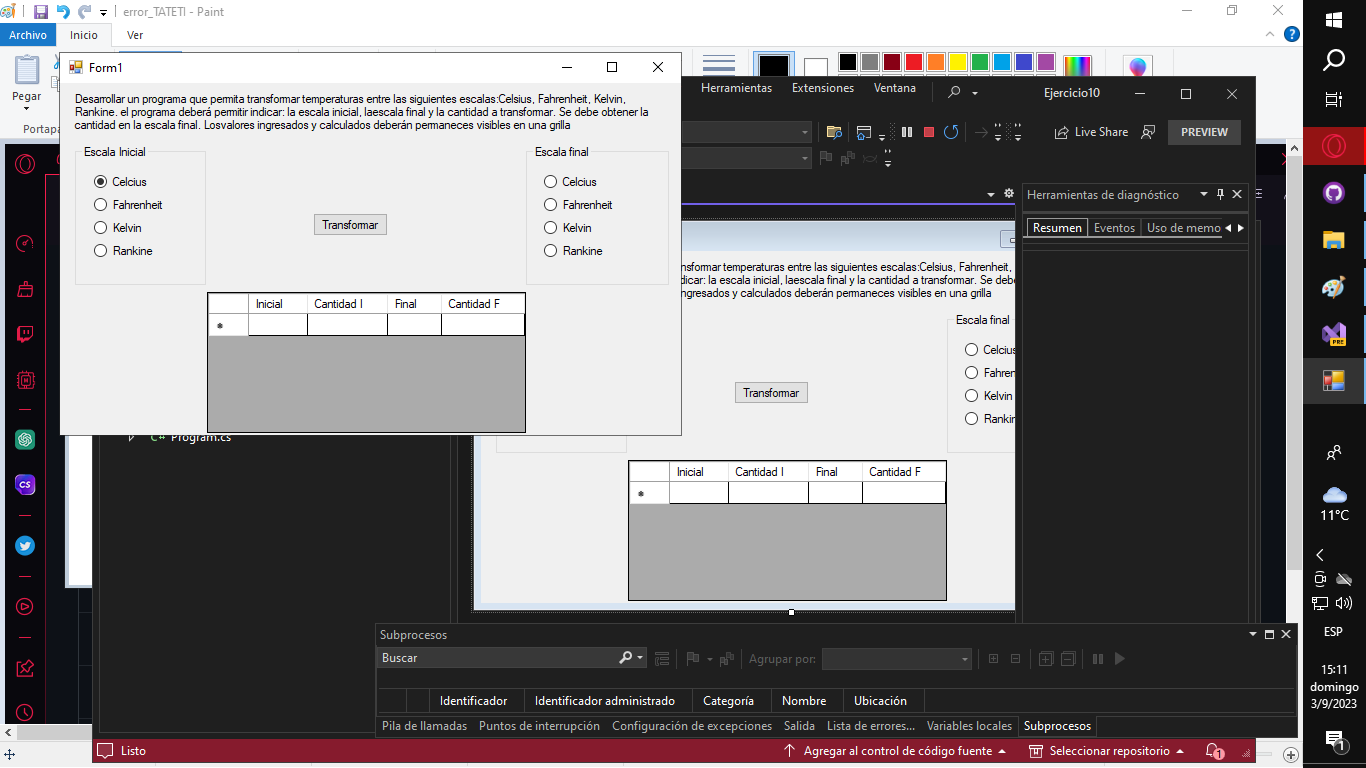 error_TATETI - Paint
Archivo
Inicio
Ver
Pegar
Portapa
Form1
Desarrollar un programa que permita transformar temperaturas entre las siguientes escalas:Celsius, Fahrenheit, Kelvin,
Rankine. el programa deberá permitir indicar: la escala inicial, laescala final y la cantidad a transformar. Se debe obtener la
cantidad en la escala final. Losvalores ingresados y calculados deberán permaneces visibles en una grilla
Escala Inicial
Celcius
Fahrenheit
Kelvin
Rankine
Transformar
Escala final
Celcius
Fahrenheit
Kelvin
Rankine
Inicial Cantidad I Final Cantidad F
Program.cs
Herramientas Extensiones Ventana
Ejercicio10
Live Share
PREVIEW
Herramientas de diagnóstico
Resumen Eventos Uso de memo
nsformar temperaturas entre las siguientes escalas:Celsius, Fahrenheit,
dicar: la escala inicial, laescala final y la cantidad a transformar. Se debe
ingresados y calculados deberán permaneces visibles en una grilla
Escala final
Celcius
Fahren
Kelvin
Rankin
Transformar
Inicial Cantidad I Final Cantidad F
Subprocesos
Buscar
Agrupar por:
Identificador Identificador administrado Categoría Nombre Ubicación
Pila de llamadas Puntos de interrupción Configuración de excepciones Salida Lista de errores... Variables locales Subprocesos
Listo
Agregar al control de código fuente
Seleccionar repositorio
1
CS
PRE
11°C
ESP
15:11
domingo
3/9/2023
1